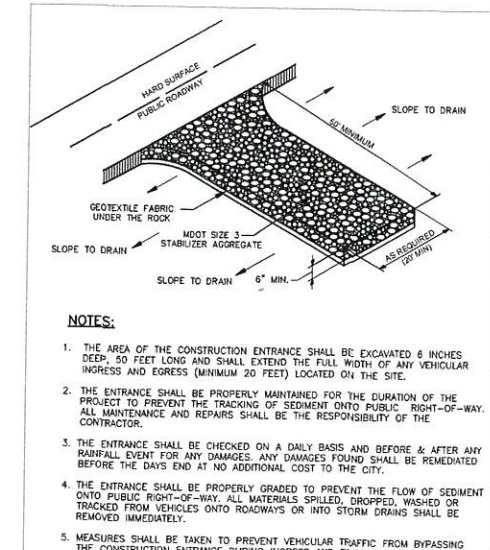 HARD SURFACE
PUBLIC ROADWAY
SLOPE TO DRAIN
50' MINIMUM
GEOTEXTILE FABRIC
UNDER THE ROCK
MDOT SIZE 3
STABILIZER AGGREGATE
AS REQUIRED
(20' MIN)
SLOPE TO DRAIN
SLOPE TO DRAIN
6" MIN.
NOTES:
1. THE AREA OF THE CONSTRUCTION ENTRANCE SHALL BE EXCAVATED 6 INCHES
DEEP, 50 FEET LONG AND SHALL EXTEND THE FULL WIDTH OF ANY VEHICULAR
INGRESS AND EGRESS (MINIMUM 20 FEET) LOCATED ON THE SITE.
2. THE ENTRANCE SHALL BE PROPERLY MAINTAINED FOR THE DURATION OF THE
PROJECT TO PREVENT THE TRACKING OF SEDIMENT ONTO PUBLIC RIGHT-OF-WAY.
ALL MAINTENANCE AND REPAIRS SHALL BE THE RESPONSIBILITY OF THE
CONTRACTOR.
3. THE ENTRANCE SHALL BE CHECKED ON A DAILY BASIS AND BEFORE & AFTER ANY
RAINFALL EVENT FOR ANY DAMAGES. ANY DAMAGES FOUND SHALL BE REMEDIATED
BEFORE THE DAYS END AT NO ADDITIONAL COST TO THE CITY.
4. THE ENTRANCE SHALL BE PROPERLY GRADED TO PREVENT THE FLOW OF SEDIMENT
ONTO PUBLIC RIGHT-OF-WAY. ALL MATERIALS SPILLED, DROPPED, WASHED OR
TRACKED FROM VEHICLES ONTO ROADWAYS OR INTO STORM DRAINS SHALL BE
REMOVED IMMEDIATELY.
5. MEASURES SHALL BE TAKEN TO PREVENT VEHICULAR TRAFFIC FROM BYPASSING
THE CONSTRUCTION ENTRANCE DURING INGRESS AND